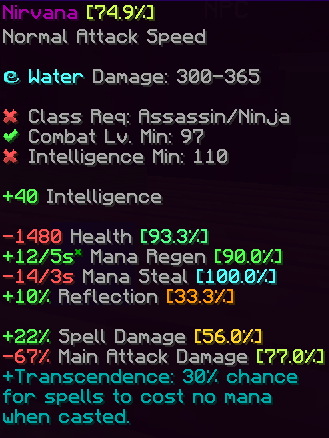 Nirvana [74.9%]
Normal Attack Speed
Water Damage: 300-365
✖ Class Req: Assassin/Ninja
✔ Combat Lv. Min: 97
✖ Intelligence Min: 110
+40 Intelligence
-1480 Health [93.3%]
+12/5s* Mana Regen [90.0%]
-14/3s Mana Steal [100.0%]
+10% Reflection [33.3%]
+22% Spell Damage [56.0%]
-67% Main Attack Damage [77.0%]
+Transcendence: 30% chance
for spells to cost no mana
when casted.